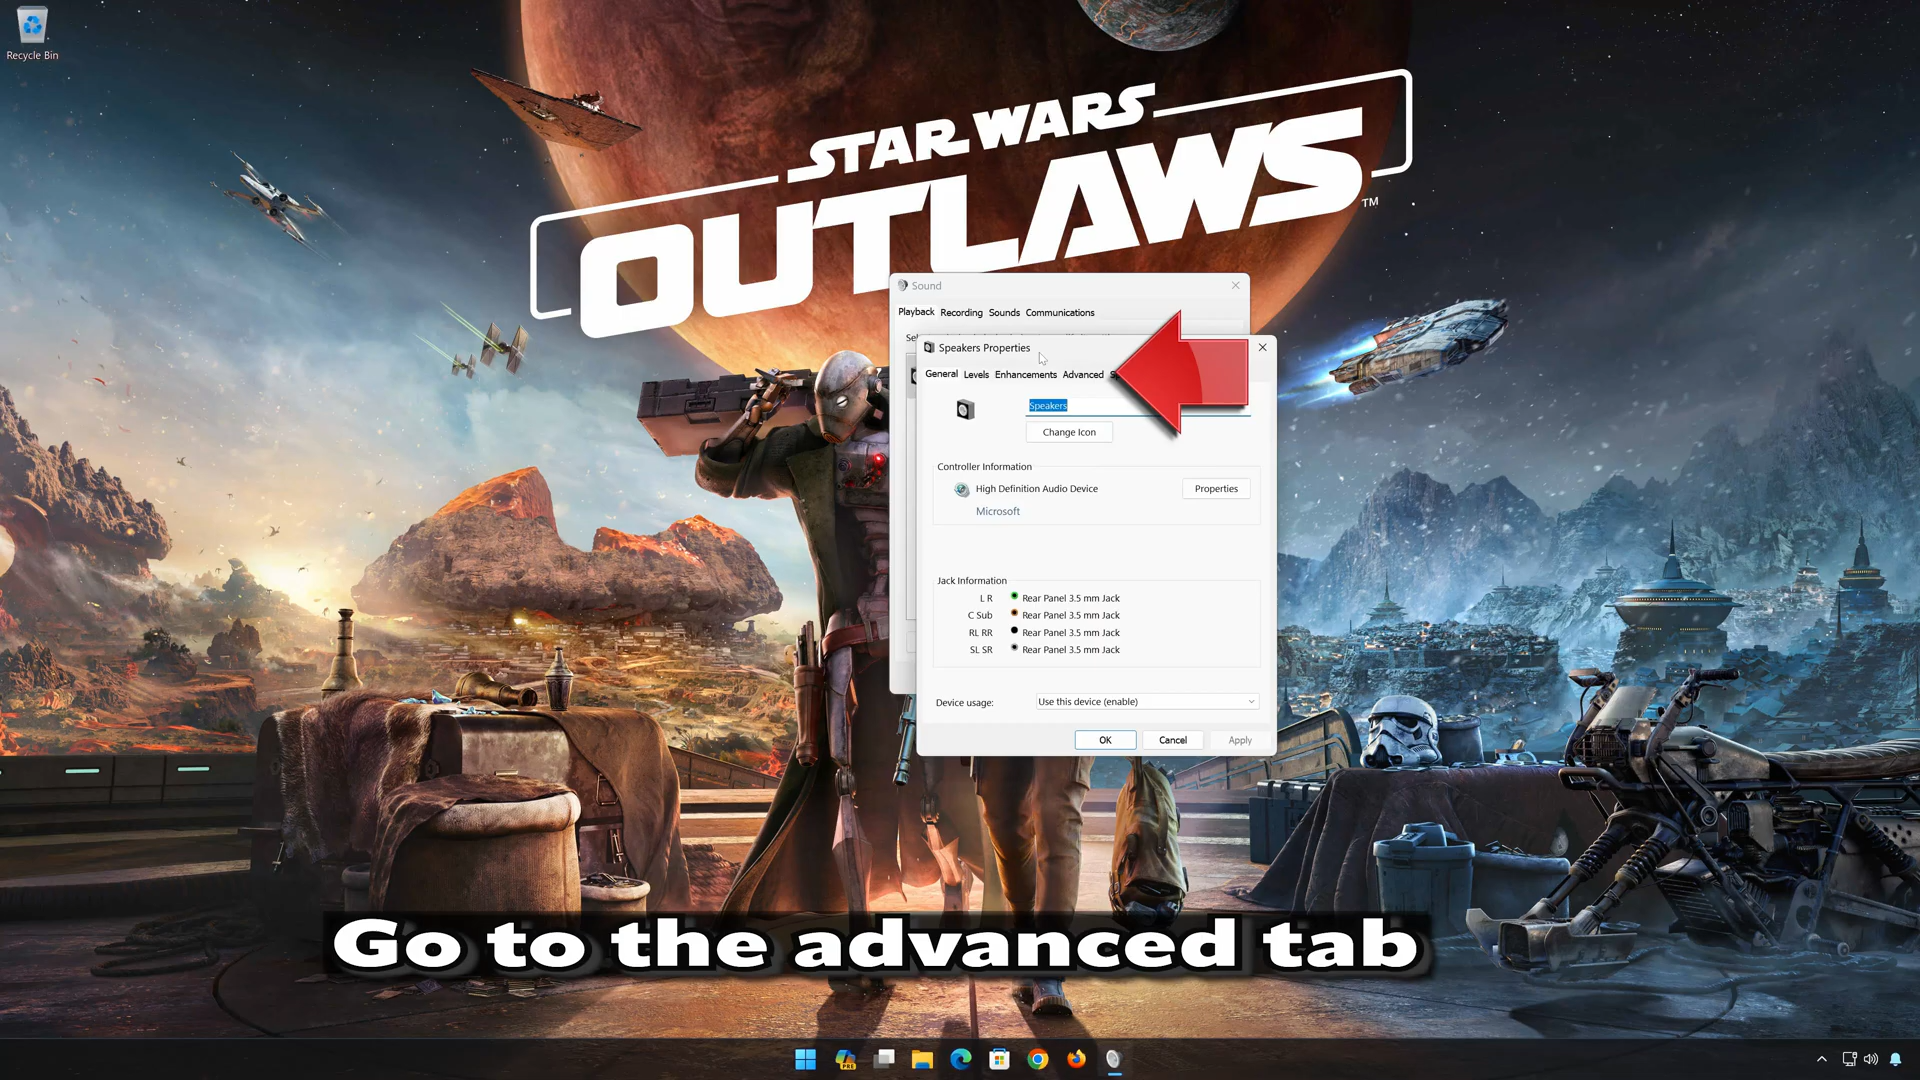 Recycle Bin
STAR WARS
OUTLAWS™
Sound
Playback Recording Sounds Communications
Speakers Properties
General Levels Enhancements Advanced
Speakers
Change Icon
Controller Information
High Definition Audio Device
Properties
Microsoft
Jack Information
L R Rear Panel 3.5 mm Jack
C Sub Rear Panel 3.5 mm Jack
RL RR Rear Panel 3.5 mm Jack
SL SR Rear Panel 3.5 mm Jack
Device usage: Use this device (enable)
OK Cancel Apply
Go to the advanced tab
PRE